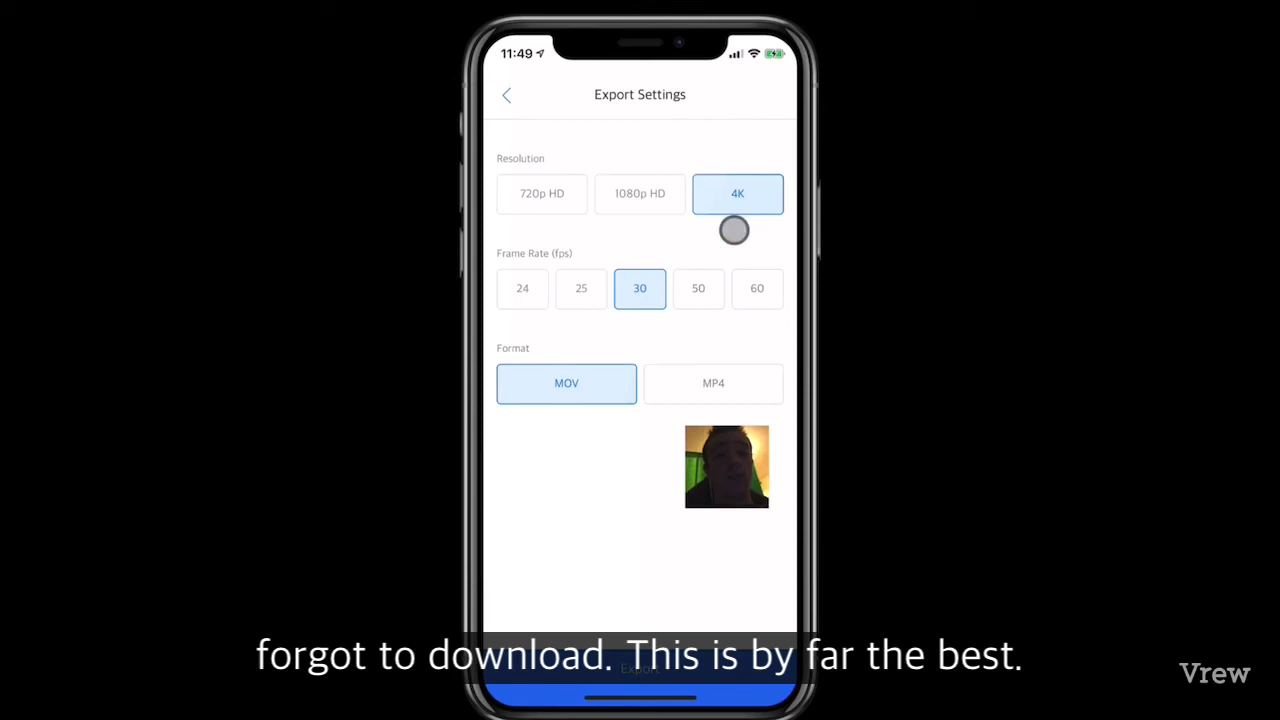 11:49
Export Settings
Resolution
720p HD 1080p HD 4K
Frame Rate (fps)
24 25 30 50 60
Format
MOV MP4
forgot to download. This is by far the best.
Export
Vrew